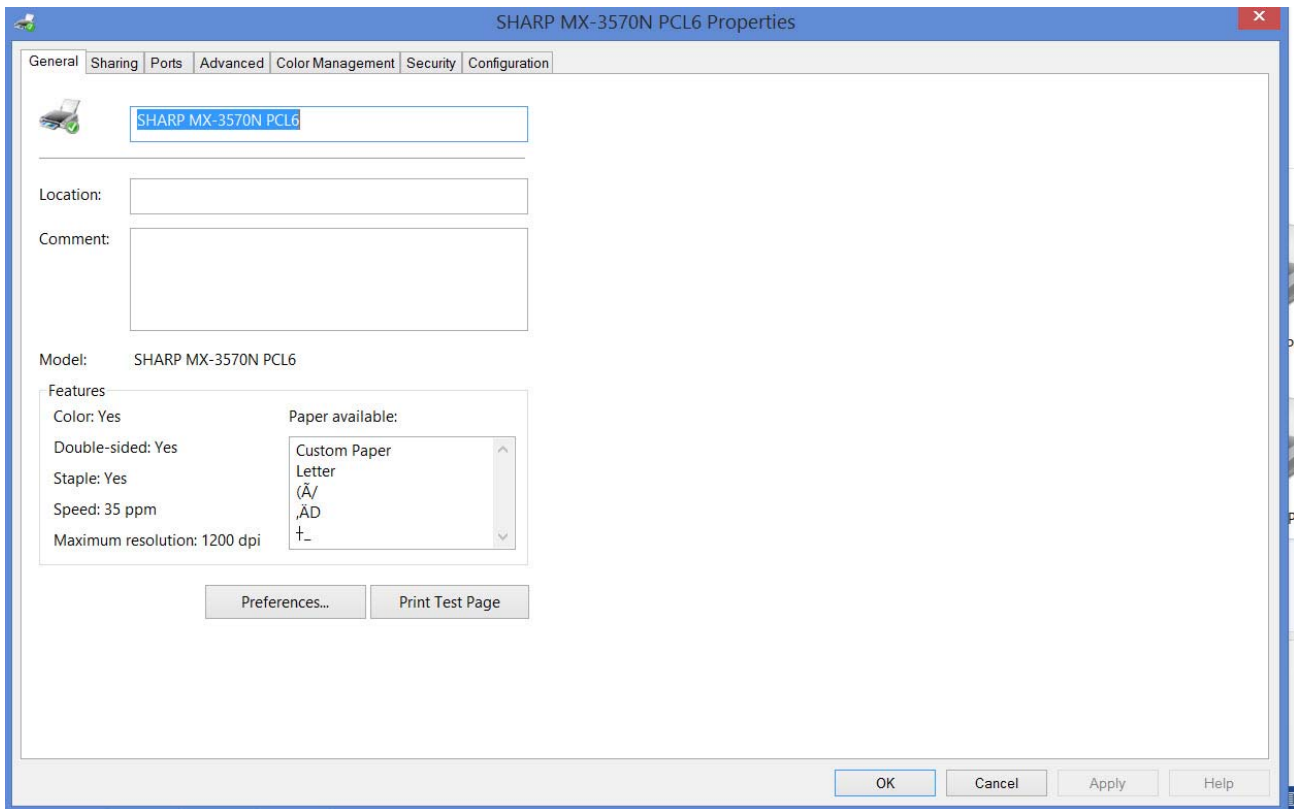 SHARP MX-3570N PCL6 Properties
General Sharing Ports Advanced Color Management Security Configuration
SHARP MX-3570N PCL6
Location:
Comment:
Model: SHARP MX-3570N PCL6
Features
Color: Yes
Paper available:
Double-sided: Yes
Custom Paper
Letter
Staple: Yes
(Ã/
Speed: 35 ppm
‚ÄD
†_
Maximum resolution: 1200 dpi
Preferences... Print Test Page
OK Cancel Apply Help